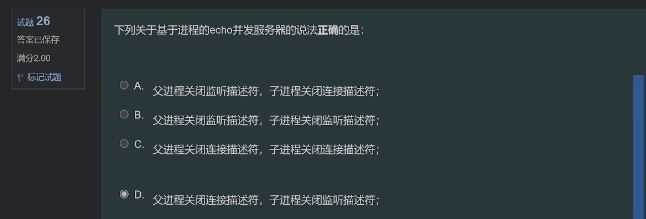 试题 26
答案已保存
满分2.00
标记试题
下列关于基于进程的echo并发服务器的说法正确的是：
A. 父进程关闭监听描述符，子进程关闭连接描述符；
B. 父进程关闭监听描述符，子进程关闭监听描述符；
C. 父进程关闭连接描述符，子进程关闭连接描述符；
D. 父进程关闭连接描述符，子进程关闭监听描述符；